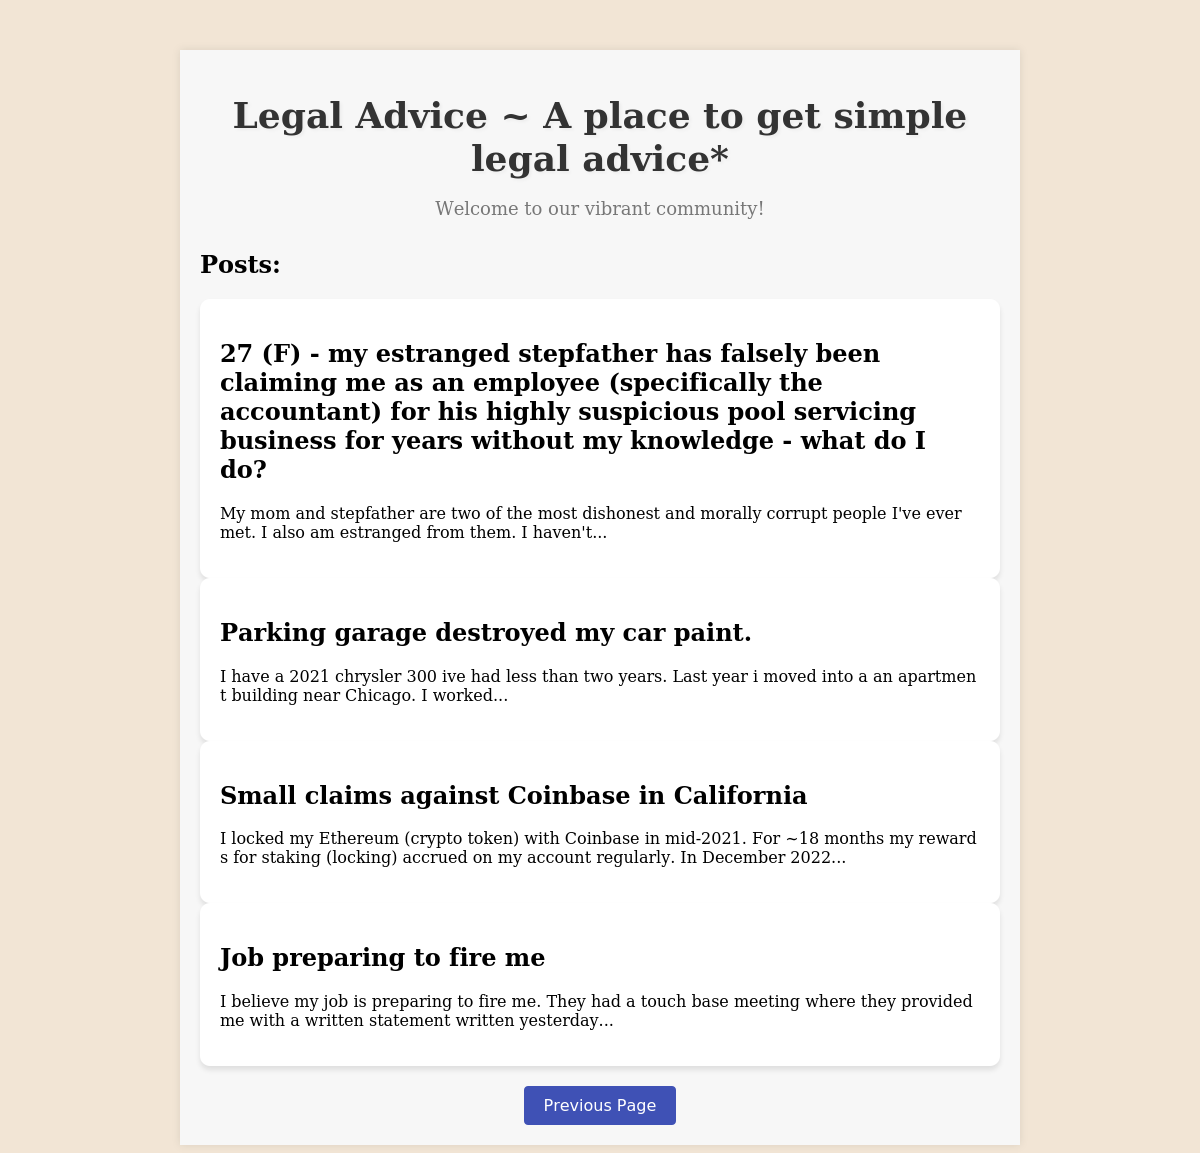 Legal Advice ~ A place to get simple
legal advice*
Welcome to our vibrant community!
Posts:
27 (F) - my estranged stepfather has falsely been
claiming me as an employee (specifically the
accountant) for his highly suspicious pool servicing
business for years without my knowledge - what do I
do?
My mom and stepfather are two of the most dishonest and morally corrupt people I've ever
met. I also am estranged from them. I haven't...
Parking garage destroyed my car paint.
I have a 2021 chrysler 300 ive had less than two years. Last year i moved into a an apartmen
t building near Chicago. I worked...
Small claims against Coinbase in California
I locked my Ethereum (crypto token) with Coinbase in mid-2021. For ~18 months my reward
s for staking (locking) accrued on my account regularly. In December 2022...
Job preparing to fire me
I believe my job is preparing to fire me. They had a touch base meeting where they provided
me with a written statement written yesterday...
Previous Page